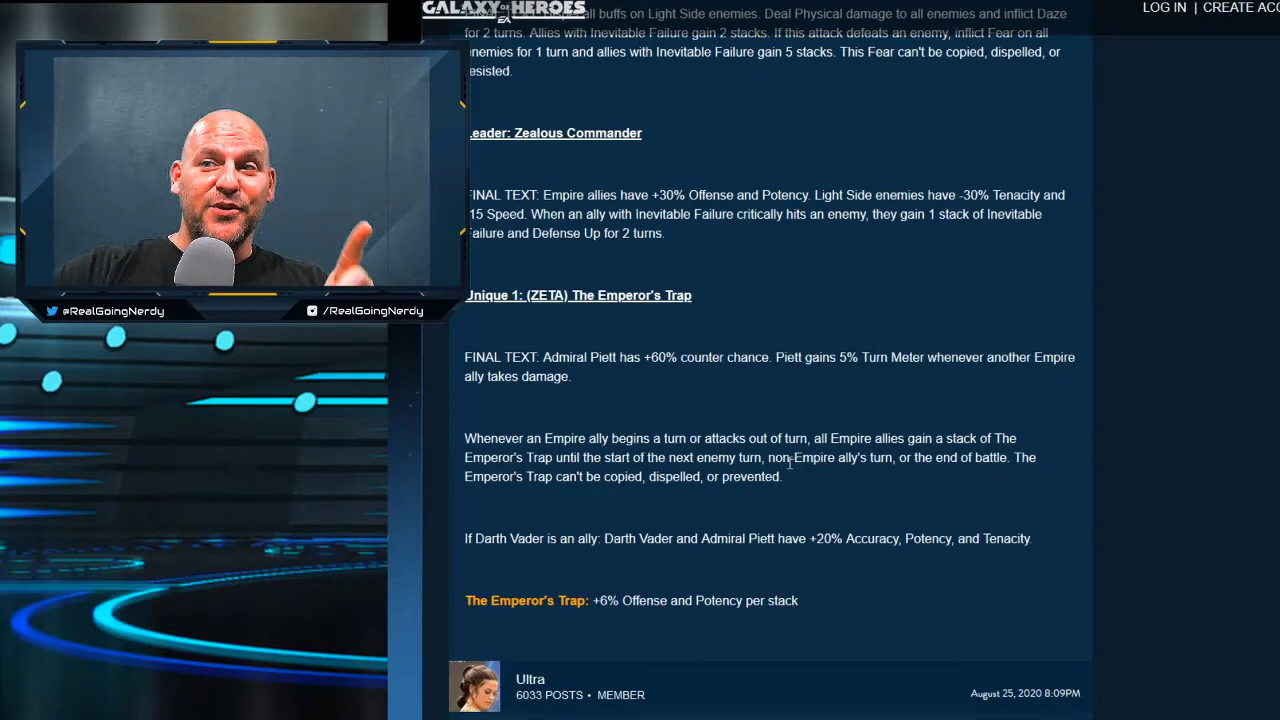 GALAXY OF HEROES
EA
LOG IN | CREATE
all buffs on Light Side enemies. Deal Physical damage to all enemies and inflict Daze
for 2 turns. Allies with Inevitable Failure gain 2 stacks. If this attack defeats an enemy, inflict Fear on all
enemies for 1 turn and allies with Inevitable Failure gain 5 stacks. This Fear can't be copied, dispelled, or
esisted.
Leader: Zealous Commander
FINAL TEXT: Empire allies have +30% Offense and Potency. Light Side enemies have -30% Tenacity and
15 Speed. When an ally with Inevitable Failure critically hits an enemy, they gain 1 stack of Inevitable
Failure and Defense Up for 2 turns.
Unique 1: (ZETA) The Emperor's Trap
FINAL TEXT: Admiral Piett has +60% counter chance. Piett gains 5% Turn Meter whenever another Empire
ally takes damage.
Whenever an Empire ally begins a turn or attacks out of turn, all Empire allies gain a stack of The
Emperor's Trap until the start of the next enemy turn, non-Empire ally's turn, or the end of battle. The
Emperor's Trap can't be copied, dispelled, or prevented.
If Darth Vader is an ally: Darth Vader and Admiral Piett have +20% Accuracy, Potency, and Tenacity.
The Emperor's Trap: +6% Offense and Potency per stack
Ultra
6033 POSTS • MEMBER
August 25, 2020 8:09PM
@RealGoingNerdy
/RealGoingNerdy